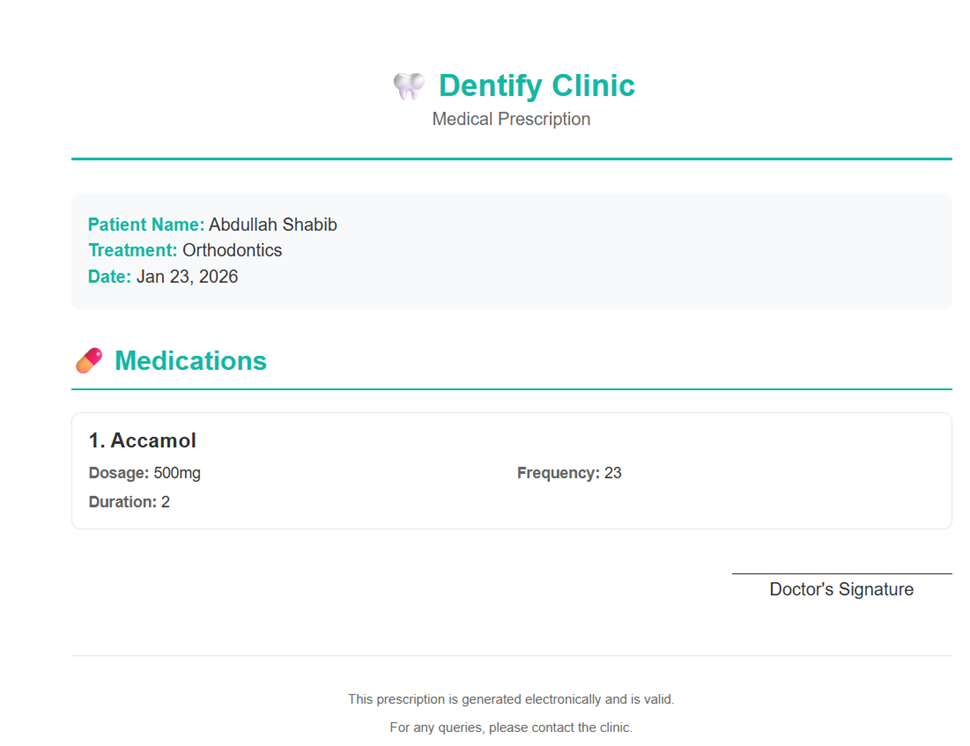 Dentify Clinic
Medical Prescription
Patient Name: Abdullah Shabib
Treatment: Orthodontics
Date: Jan 23, 2026
Medications
1. Accamol
Dosage: 500mg Frequency: 23
Duration: 2
Doctor's Signature
This prescription is generated electronically and is valid.
For any queries, please contact the clinic.